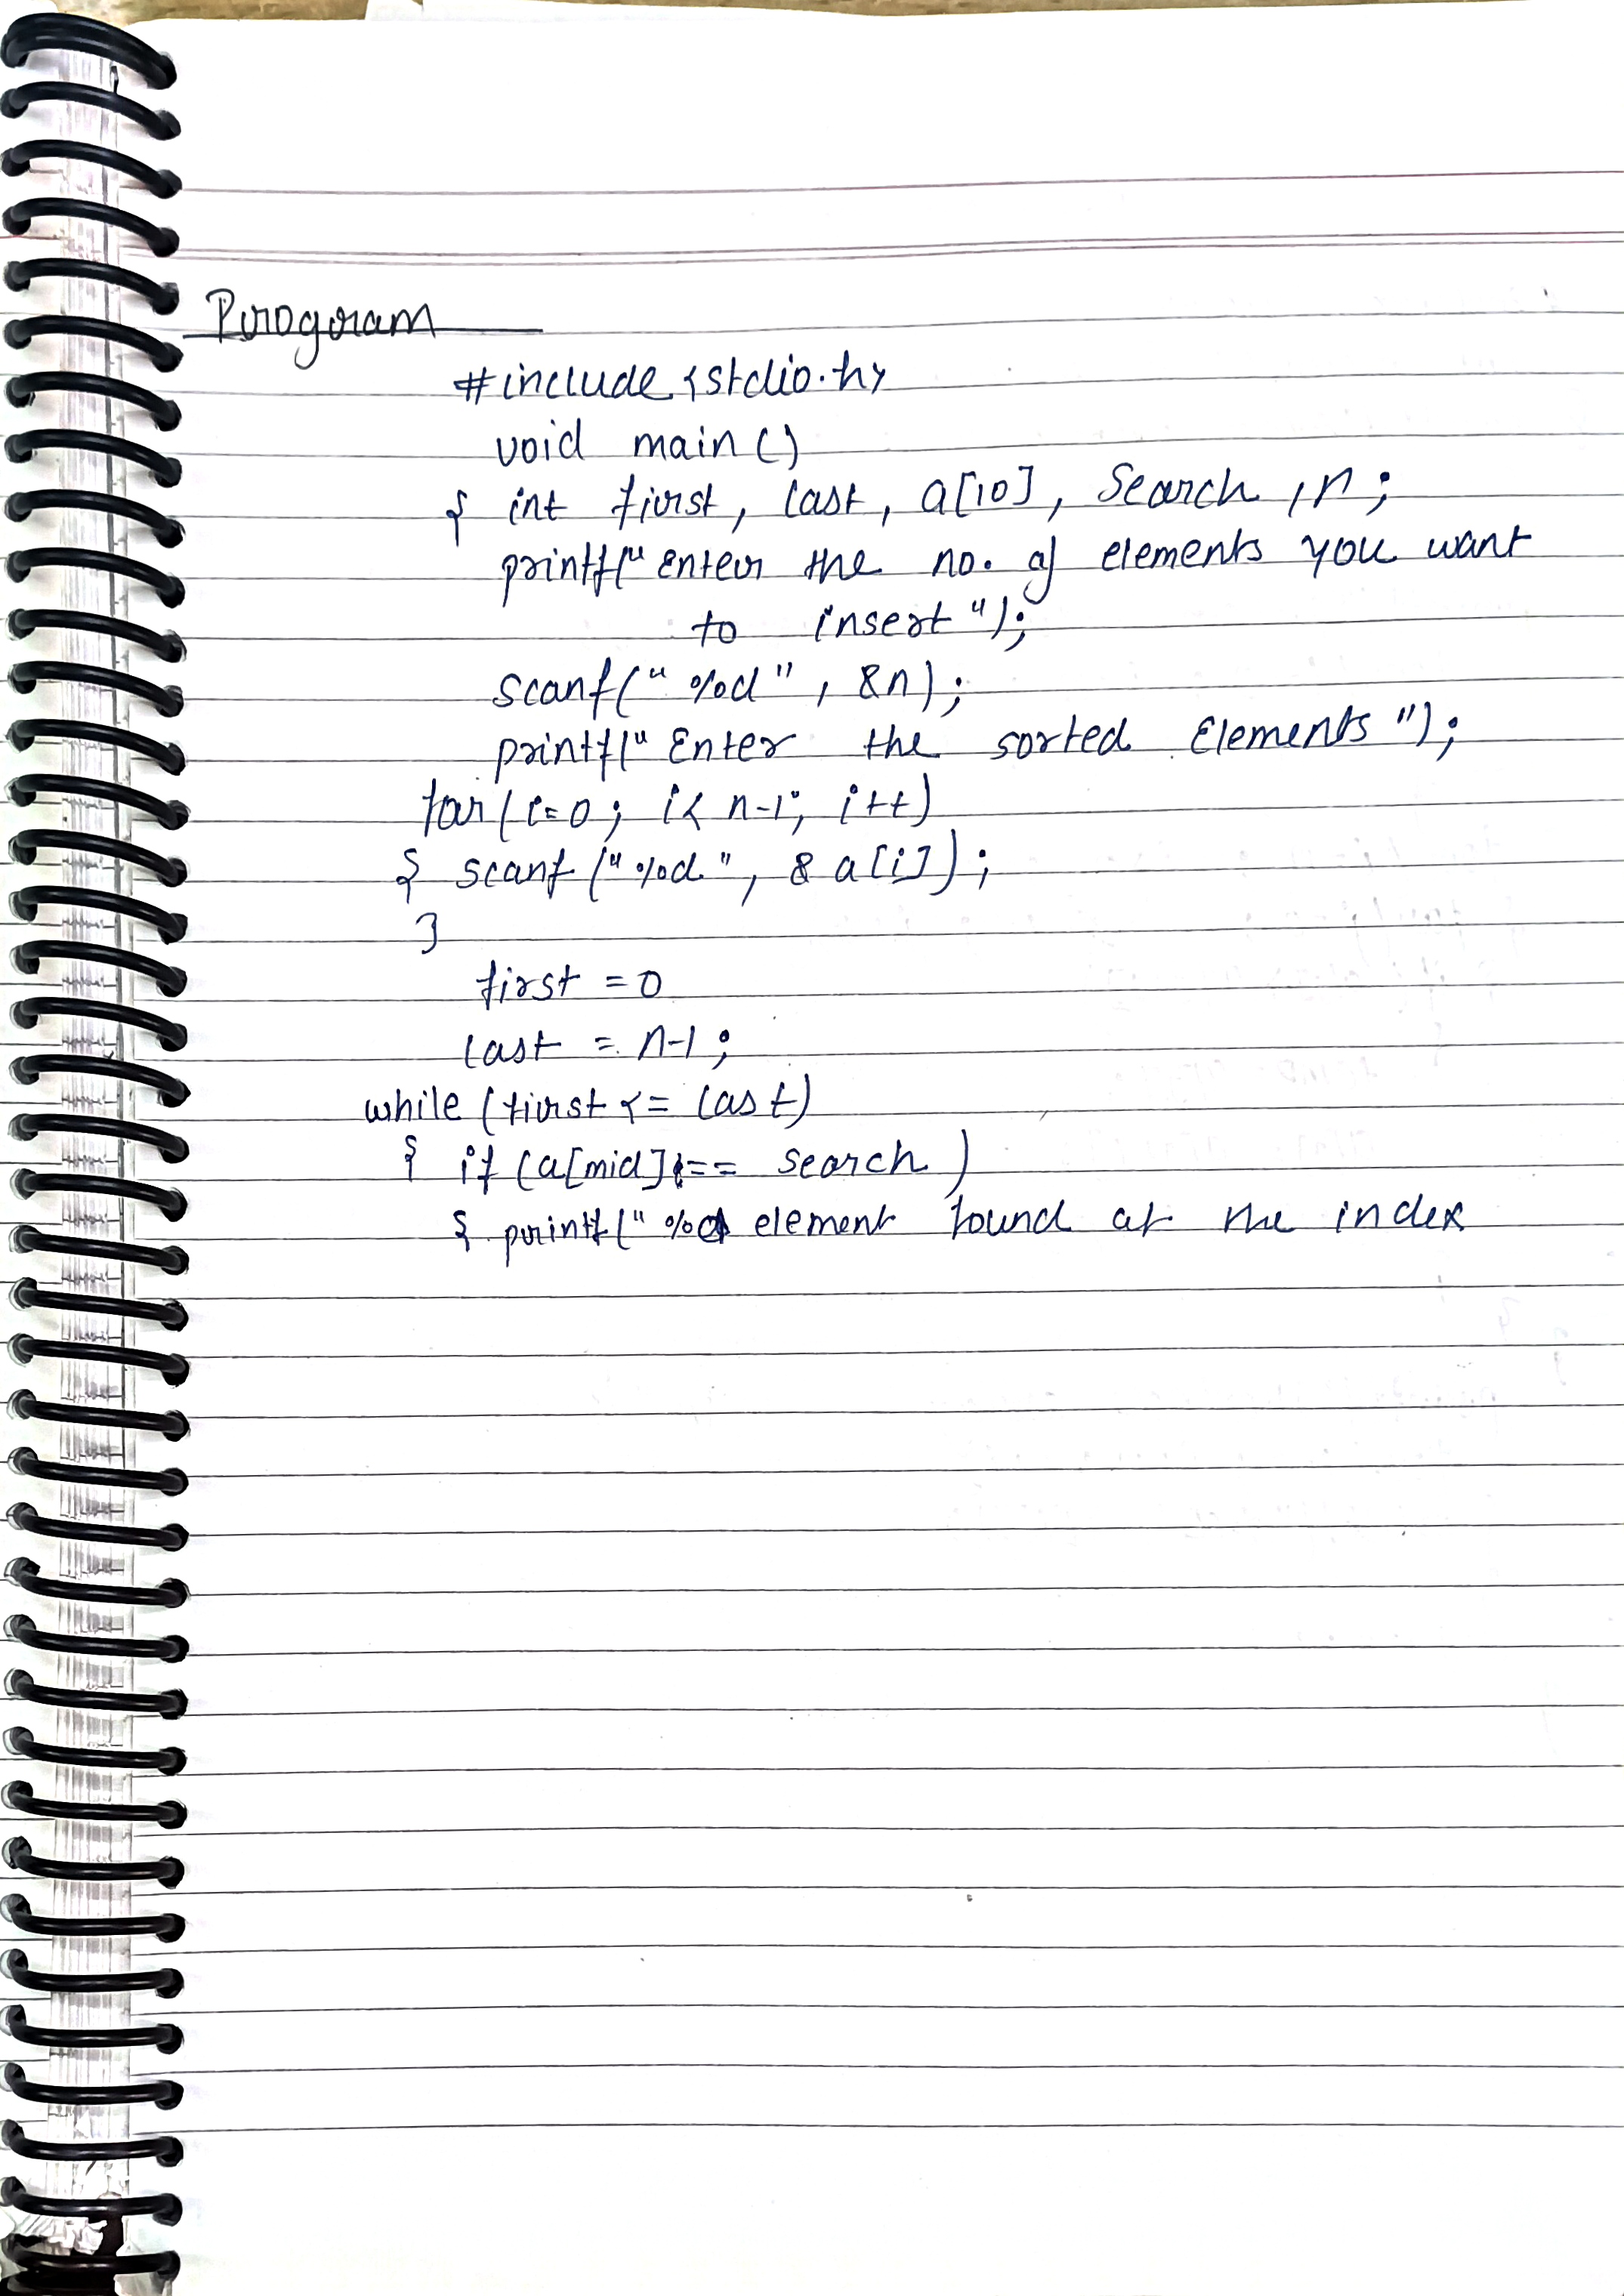 Program
#include <stdio.h>
void main()
{ int first, last, a[10], search, n;
printf("Enter the no. of elements you want
to insert");
scanf("%d", &n);
printf("Enter the sorted Elements");
for(i=0; i< n-1; i++)
{ scanf("%d", &a[i]);
}
first = 0
last = n-1;
while (first <= last)
{ if (a[mid] == search)
{ printf("%d element found at the index